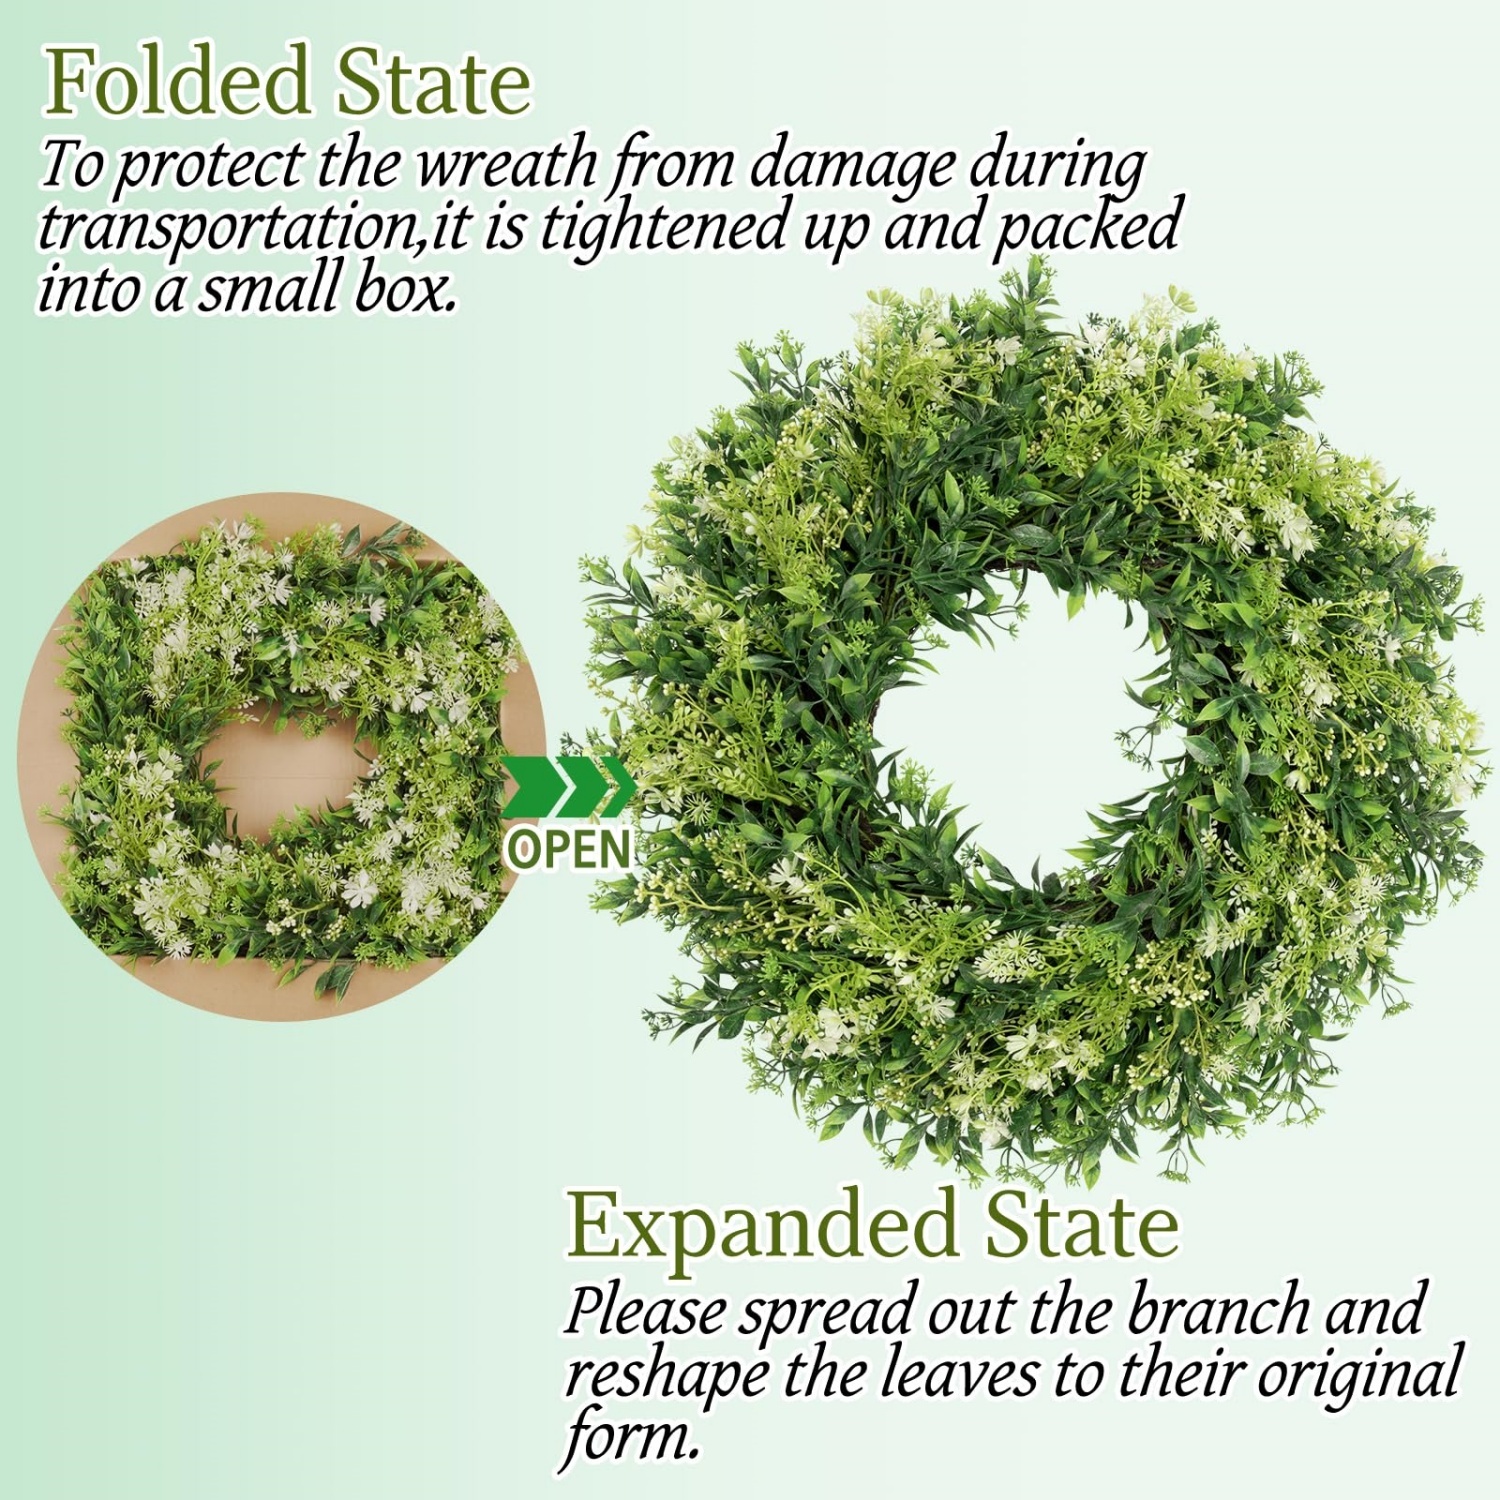 Folded State
To protect the wreath from damage during
transportation,it is tightened up and packed
into a small box.
OPEN
Expanded State
Please spread out the branch and
reshape the leaves to their original
form.